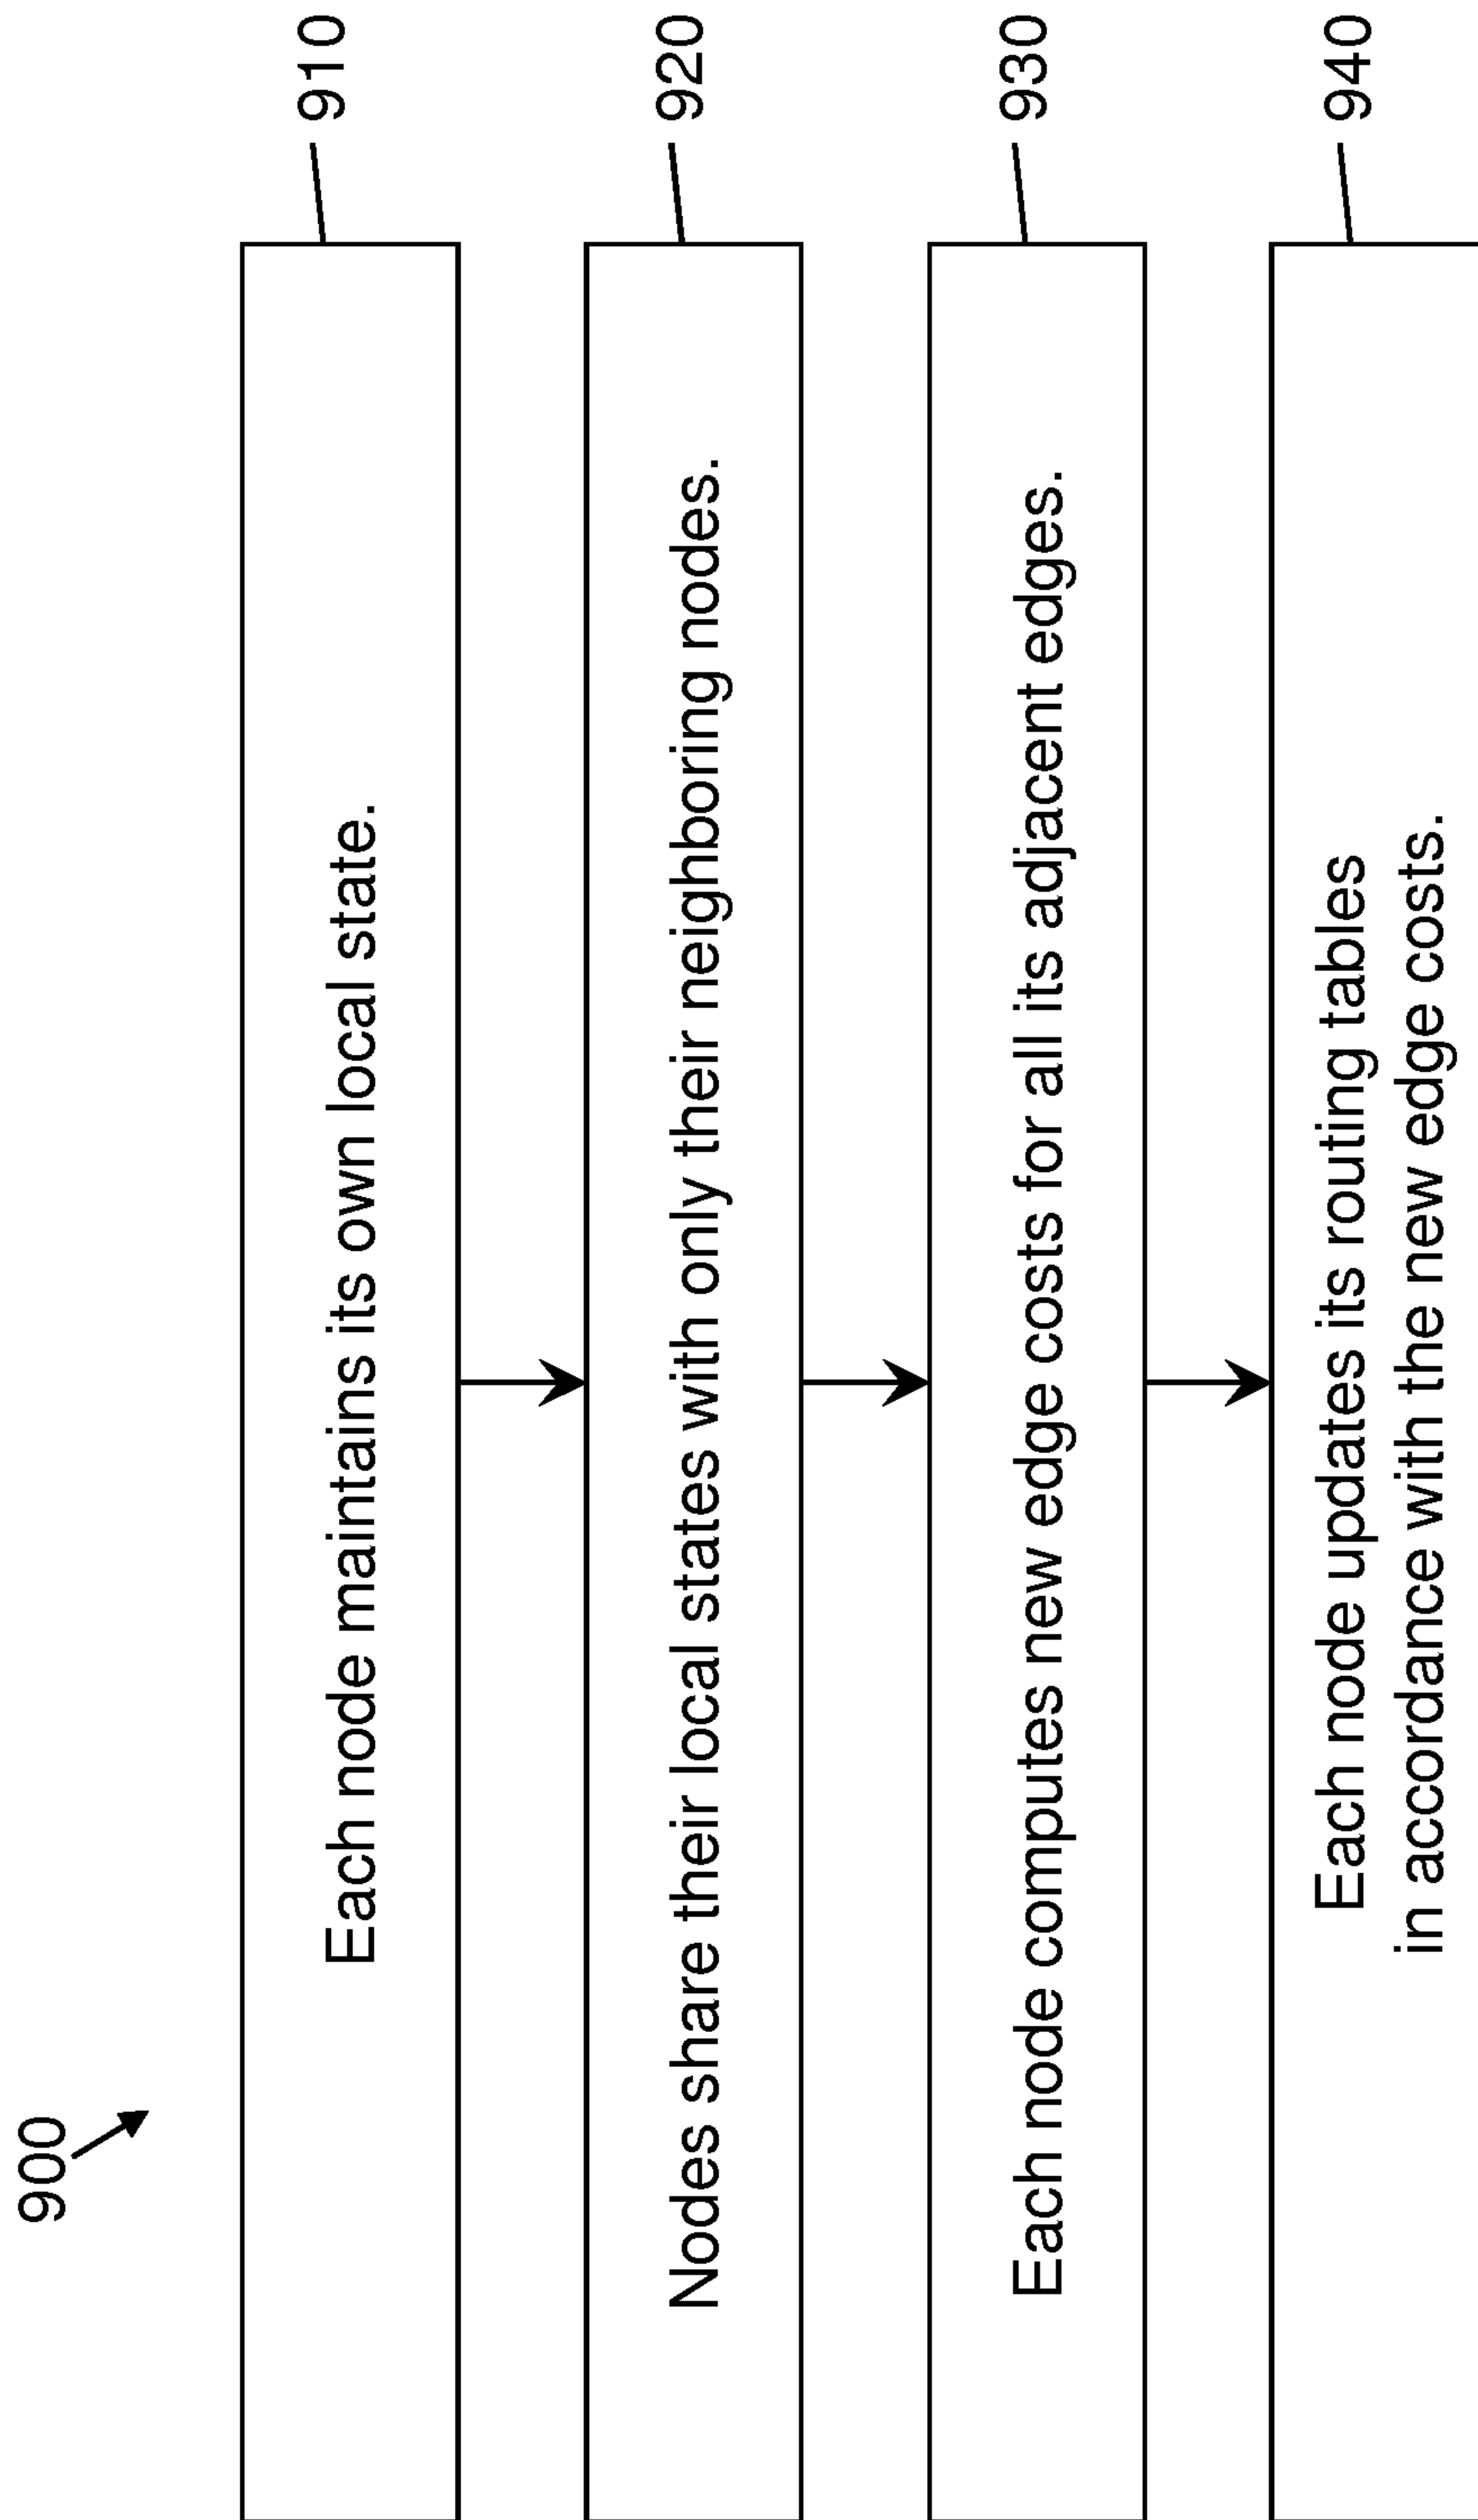 900
Each node maintains its own local state.
910
Nodes share their local states with only their neighboring nodes.
920
Each node computes new edge costs for all its adjacent edges.
930
Each node updates its routing tables
in accordance with the new edge costs.
940